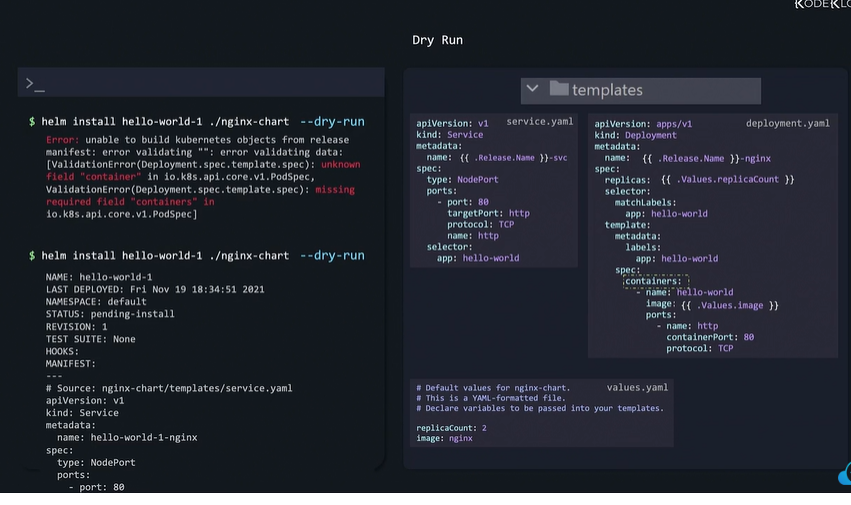 KODEKLO
Dry Run
>_
$ helm install hello-world-1 ./nginx-chart --dry-run
Error: unable to build kubernetes objects from release
manifest: error validating "": error validating data:
[ValidationError(Deployment.spec.template.spec): unknown
field "container" in io.k8s.api.core.v1.PodSpec,
ValidationError(Deployment.spec.template.spec): missing
required field "containers" in
io.k8s.api.core.v1.PodSpec]
$ helm install hello-world-1 ./nginx-chart --dry-run
NAME: hello-world-1
LAST DEPLOYED: Fri Nov 19 18:34:51 2021
NAMESPACE: default
STATUS: pending-install
REVISION: 1
TEST SUITE: None
HOOKS:
MANIFEST:
---
# Source: nginx-chart/templates/service.yaml
apiVersion: v1
kind: Service
metadata:
  name: hello-world-1-nginx
spec:
  type: NodePort
  ports:
    - port: 80
templates
service.yaml
apiVersion: v1
kind: Service
metadata:
  name: {{ .Release.Name }}-svc
spec:
  type: NodePort
  ports:
    - port: 80
      targetPort: http
      protocol: TCP
      name: http
  selector:
    app: hello-world
deployment.yaml
apiVersion: apps/v1
kind: Deployment
metadata:
  name: {{ .Release.Name }}-nginx
spec:
  replicas: {{ .Values.replicaCount }}
  selector:
    matchLabels:
      app: hello-world
  template:
    metadata:
      labels:
        app: hello-world
    spec:
      containers:
        - name: hello-world
          image: {{ .Values.image }}
          ports:
            - name: http
              containerPort: 80
              protocol: TCP
values.yaml
# Default values for nginx-chart.
# This is a YAML-formatted file.
# Declare variables to be passed into your templates.
replicaCount: 2
image: nginx